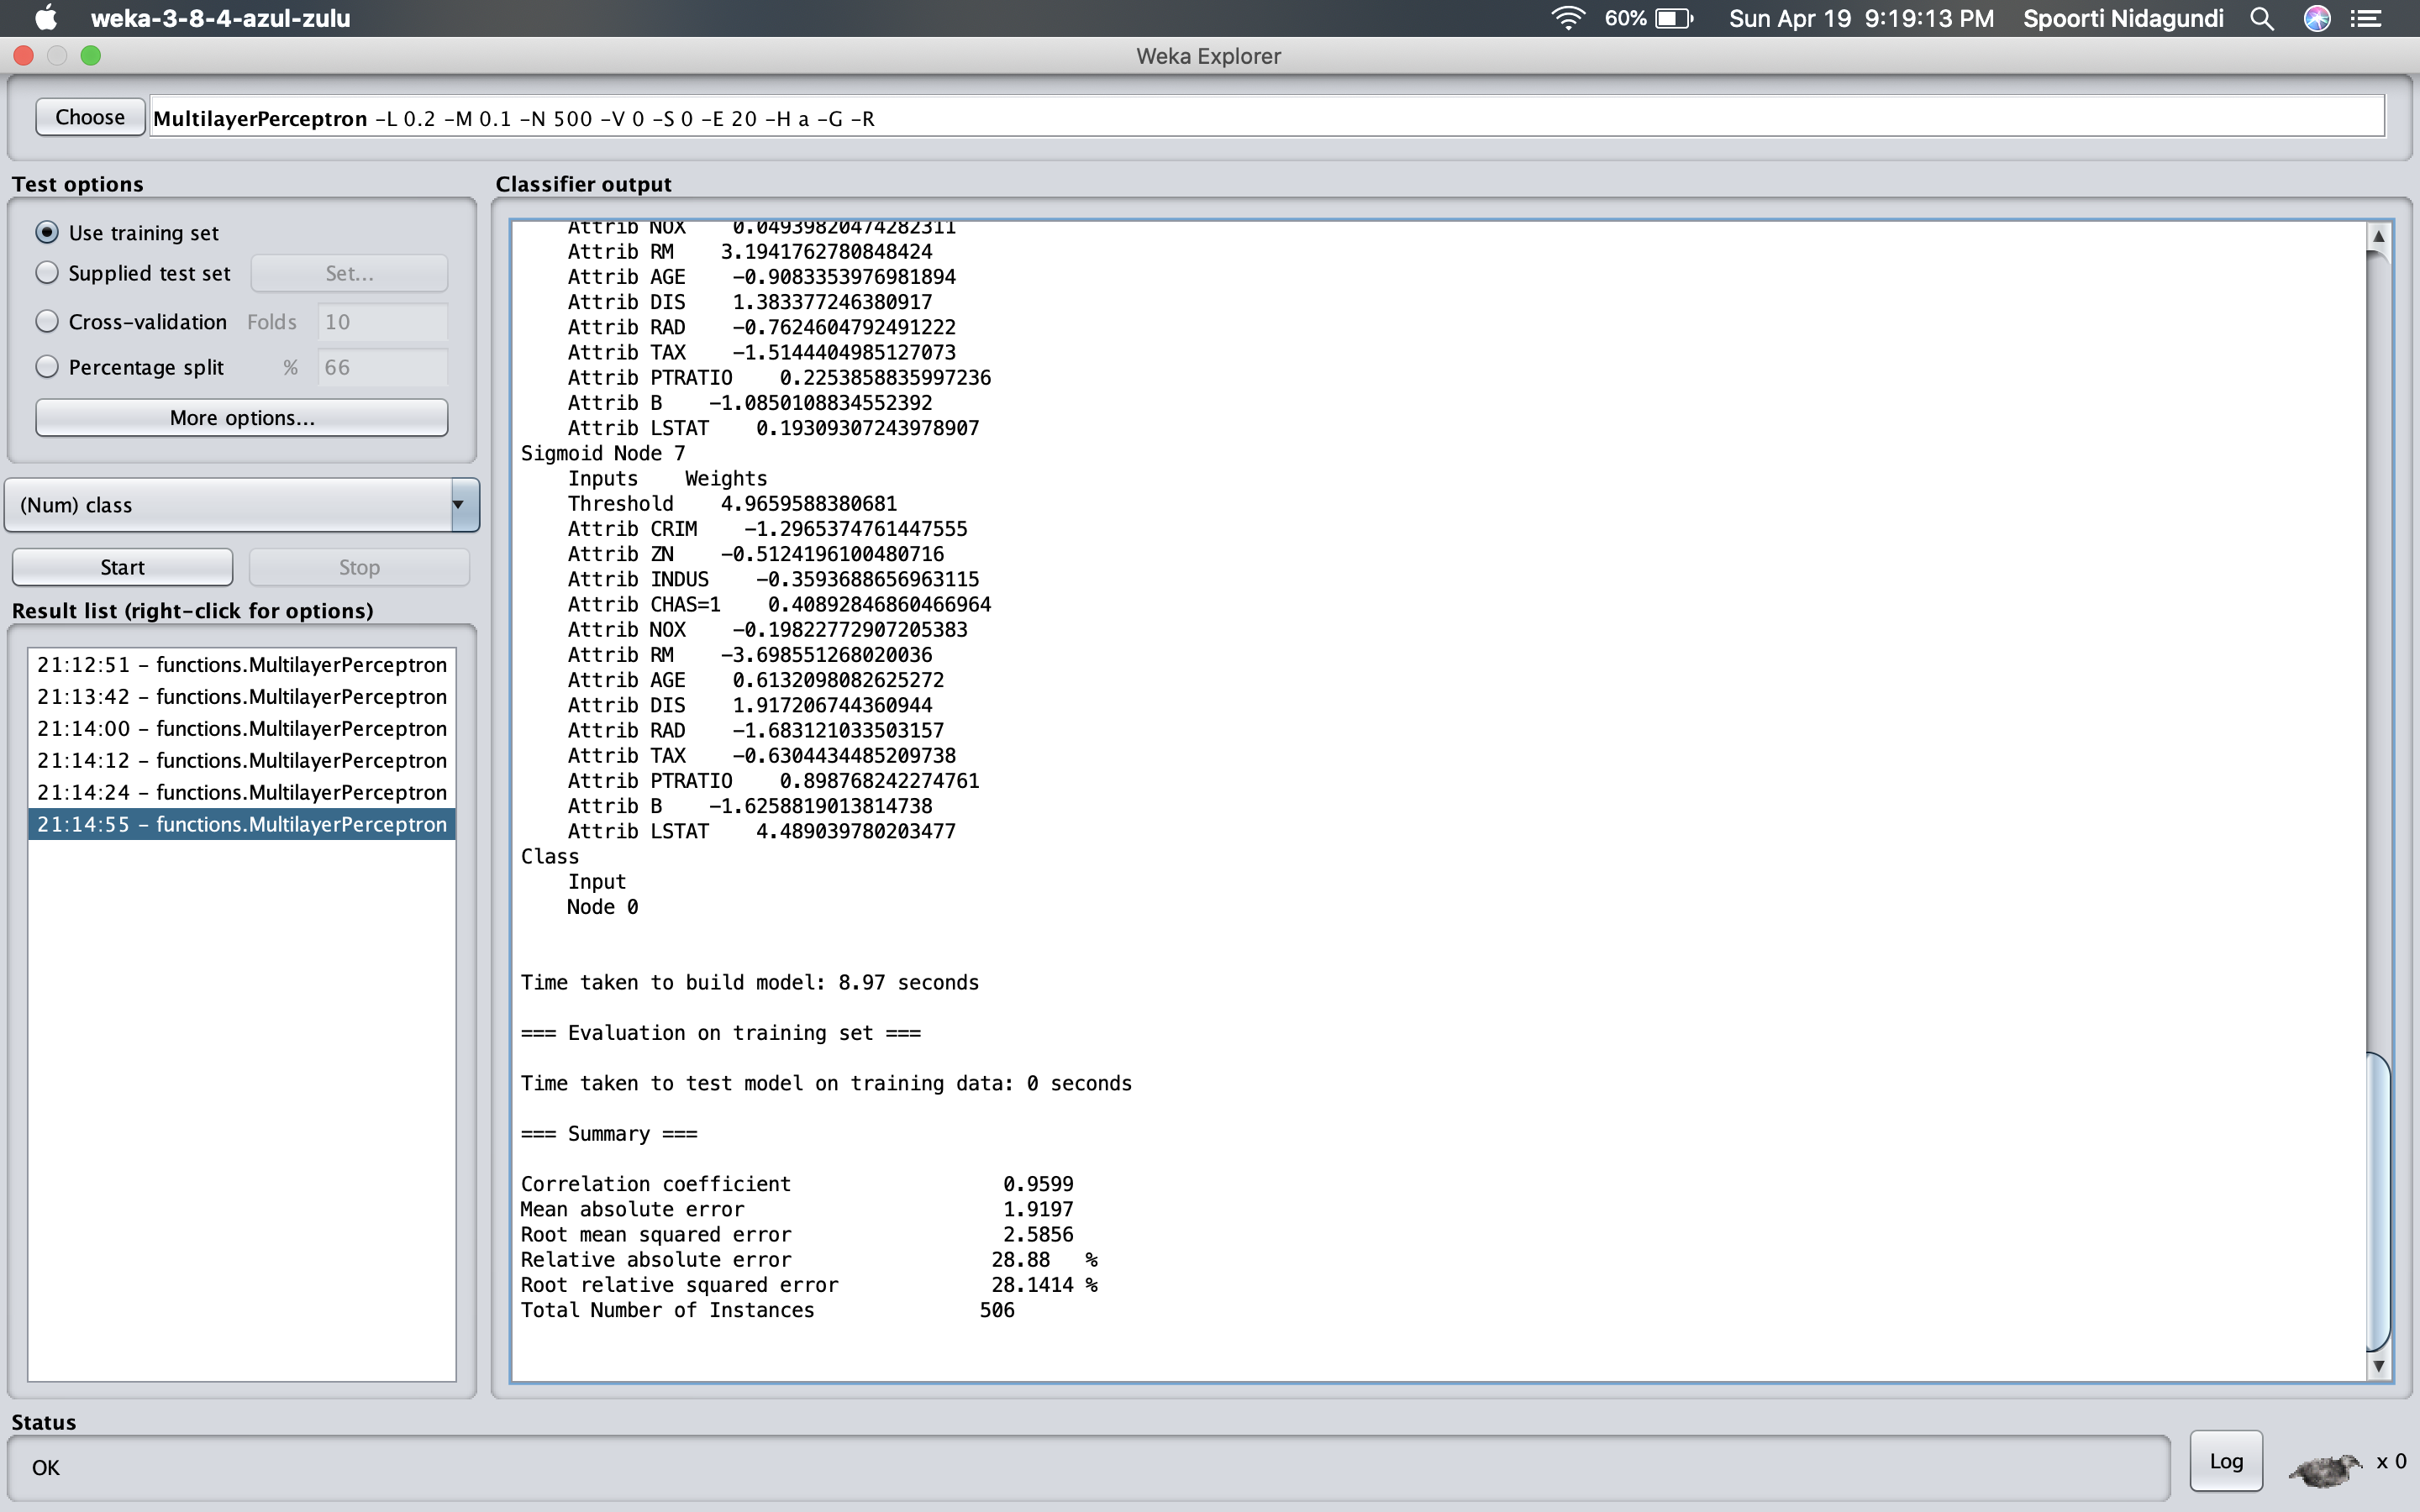 weka-3-8-4-azul-zulu
60%
Sun Apr 19 9:19:13 PM
Spoorti Nidagundi
Weka Explorer
Choose
MultilayerPerceptron -L 0.2 -M 0.1 -N 500 -V 0 -S 0 -E 20 -H a -G -R
Test options
Use training set
Supplied test set Set...
Cross-validation Folds 10
Percentage split % 66
More options...
(Num) class
Start Stop
Result list (right-click for options)
21:12:51 - functions.MultilayerPerceptron
21:13:42 - functions.MultilayerPerceptron
21:14:00 - functions.MultilayerPerceptron
21:14:12 - functions.MultilayerPerceptron
21:14:24 - functions.MultilayerPerceptron
21:14:55 - functions.MultilayerPerceptron
Classifier output
Attrib NOX 0.04939820474282311
Attrib RM 3.1941762780848424
Attrib AGE -0.9083353976981894
Attrib DIS 1.383377246380917
Attrib RAD -0.7624604792491222
Attrib TAX -1.5144404985127073
Attrib PTRATIO 0.2253858835997236
Attrib B -1.0850108834552392
Attrib LSTAT 0.19309307243978907
Sigmoid Node 7
Inputs Weights
Threshold 4.9659588380681
Attrib CRIM -1.2965374761447555
Attrib ZN -0.5124196100480716
Attrib INDUS -0.3593688656963115
Attrib CHAS=1 0.40892846860466964
Attrib NOX -0.19822772907205383
Attrib RM -3.698551268020036
Attrib AGE 0.6132098082625272
Attrib DIS 1.917206744360944
Attrib RAD -1.683121033503157
Attrib TAX -0.6304434485209738
Attrib PTRATIO 0.898768242274761
Attrib B -1.6258819013814738
Attrib LSTAT 4.489039780203477
Class
Input
Node 0
Time taken to build model: 8.97 seconds
=== Evaluation on training set ===
Time taken to test model on training data: 0 seconds
=== Summary ===
Correlation coefficient 0.9599
Mean absolute error 1.9197
Root mean squared error 2.5856
Relative absolute error 28.88 %
Root relative squared error 28.1414 %
Total Number of Instances 506
Status
OK
Log
x 0